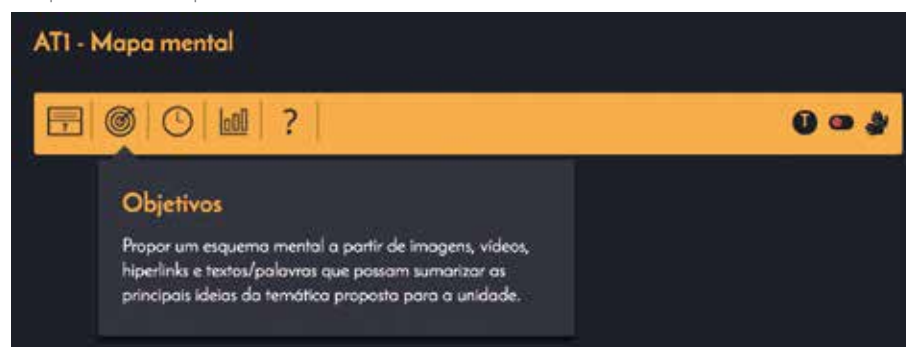 AT1 - Mapa mental
?
T
Objetivos
Propor um esquema mental a partir de imagens, vídeos,
hiperlinks e textos/palavras que possam sumarizar as
principais ideias da temática proposta para a unidade.